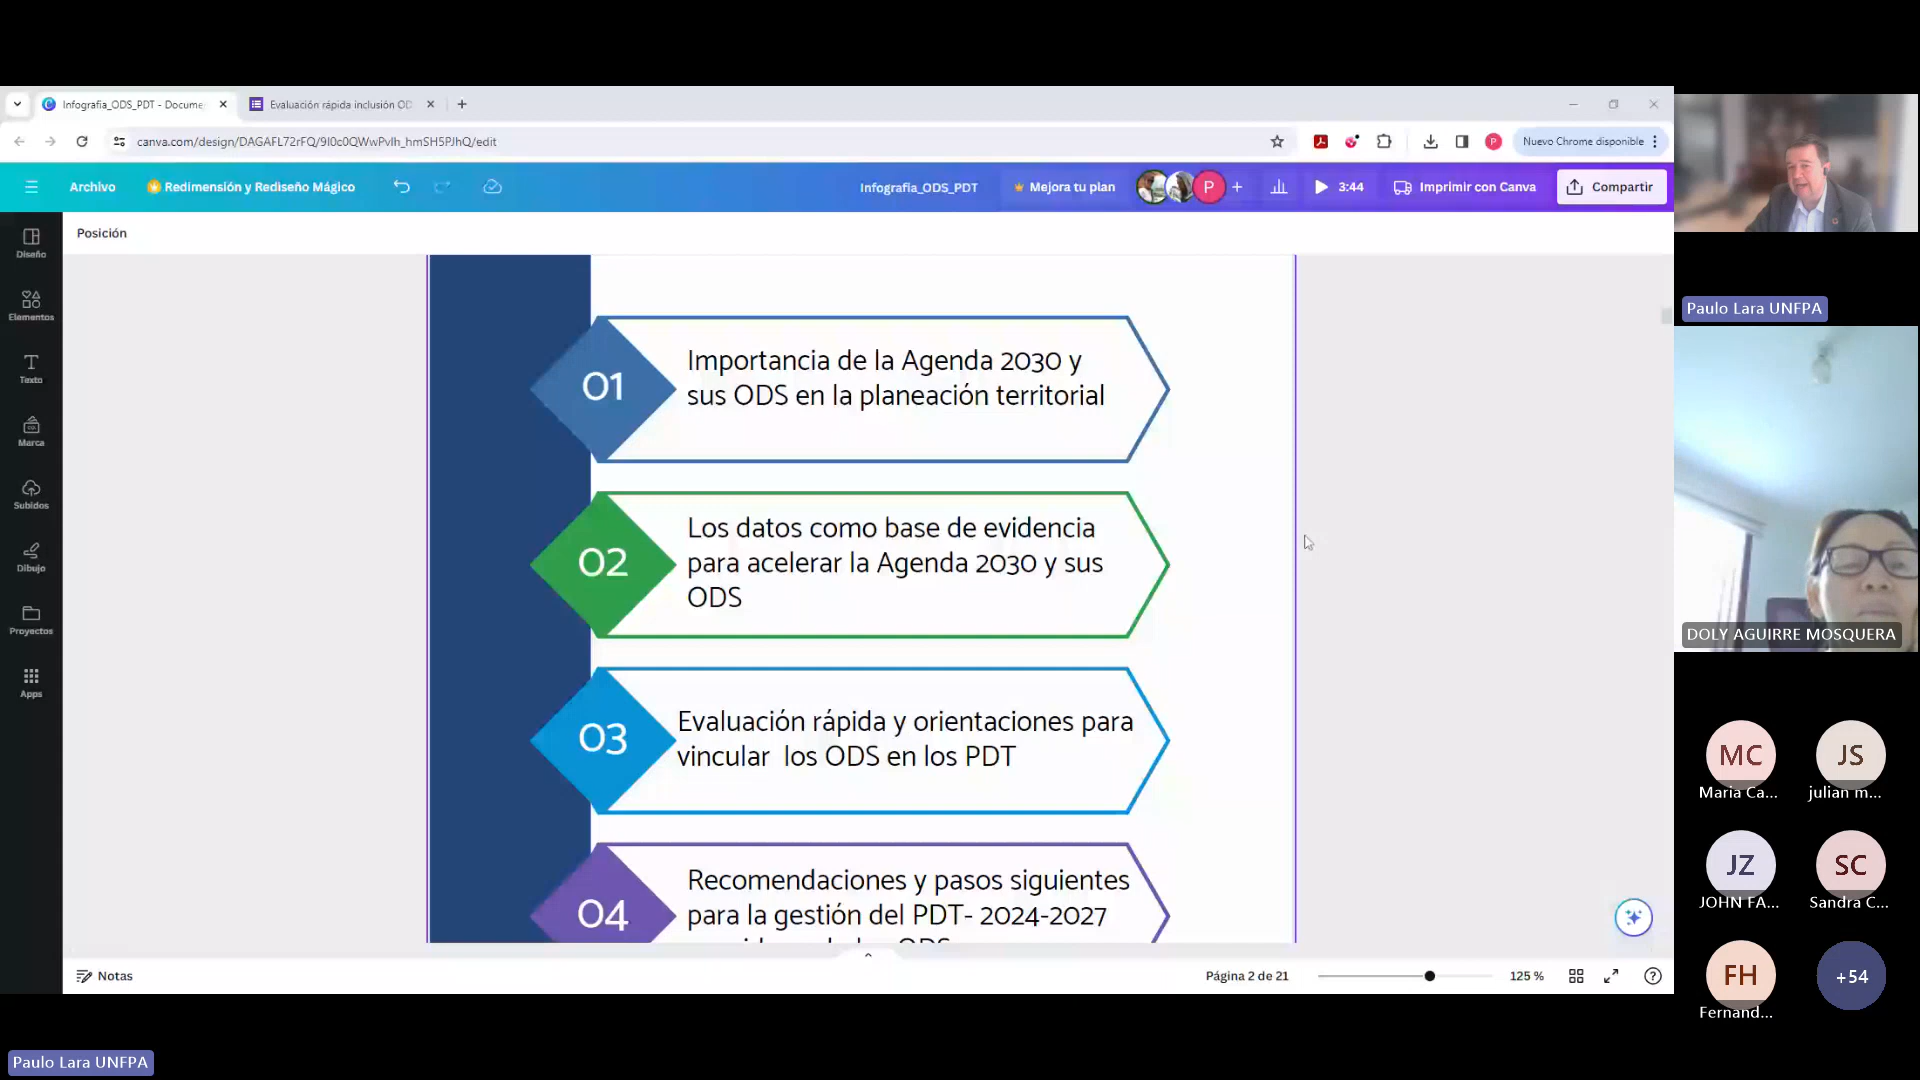 Infografia_ODS_PDT - Docume
Evaluación rápida inclusión OD
canva.com/design/DAGAFL72rFQ/9I0c0QWwPvIh_hmSH5PJhQ/edit
P
Nuevo Chrome disponible
Archivo
Redimensión y Rediseño Mágico
Infografia_ODS_PDT
Mejora tu plan
P
3:44
Imprimir con Canva
Compartir
Posición
Diseño
Elementos
Texto
Marca
Subidos
Dibujo
Proyectos
Apps
01
Importancia de la Agenda 2030 y
sus ODS en la planeación territorial
02
Los datos como base de evidencia
para acelerar la Agenda 2030 y sus
ODS
03
Evaluación rápida y orientaciones para
vincular los ODS en los PDT
04
Recomendaciones y pasos siguientes
para la gestión del PDT- 2024-2027
Notas
Página 2 de 21
125 %
Paulo Lara UNFPA
DOLY AGUIRRE MOSQUERA
MC
Maria Ca...
JS
julian m...
JZ
JOHN FA...
SC
Sandra C...
FH
Fernand...
+54
Paulo Lara UNFPA